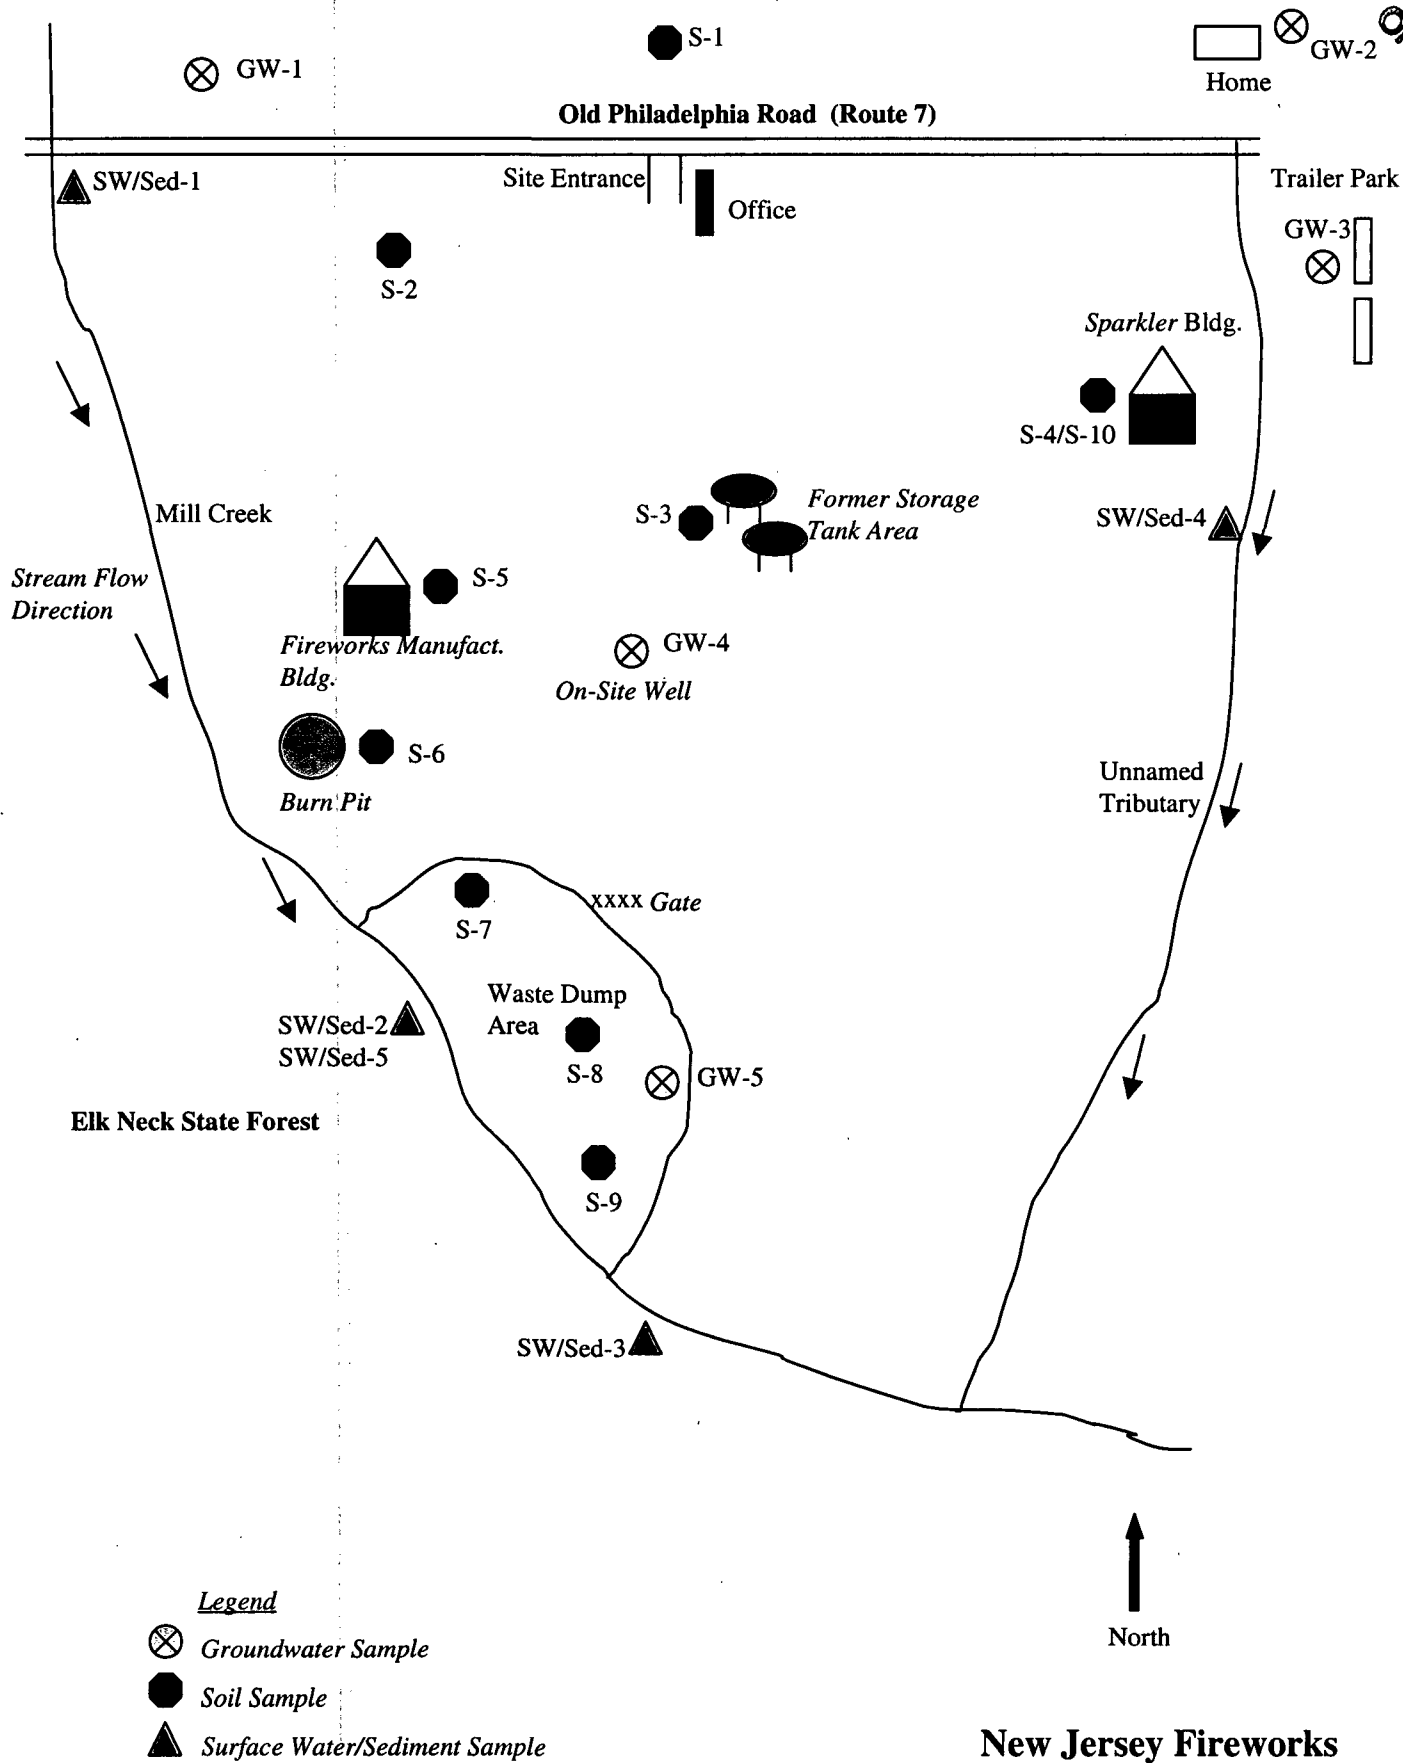 S-1
GW-1
GW-2
Home
Old Philadelphia Road (Route 7)
SW/Sed-1
Site Entrance
Trailer Park
Office
GW-3
S-2
Sparkler Bldg.
S-4/S-10
Former Storage
Tank Area
S-3
SW/Sed-4
Mill Creek
Stream Flow
Direction
S-5
Fireworks Manufact.
Bldg.
GW-4
On-Site Well
S-6
Burn Pit
Unnamed
Tributary
xxxx Gate
S-7
Waste Dump
Area
SW/Sed-2
SW/Sed-5
S-8
GW-5
Elk Neck State Forest
S-9
SW/Sed-3
North
Legend
Groundwater Sample
Soil Sample
Surface Water/Sediment Sample
New Jersey Fireworks